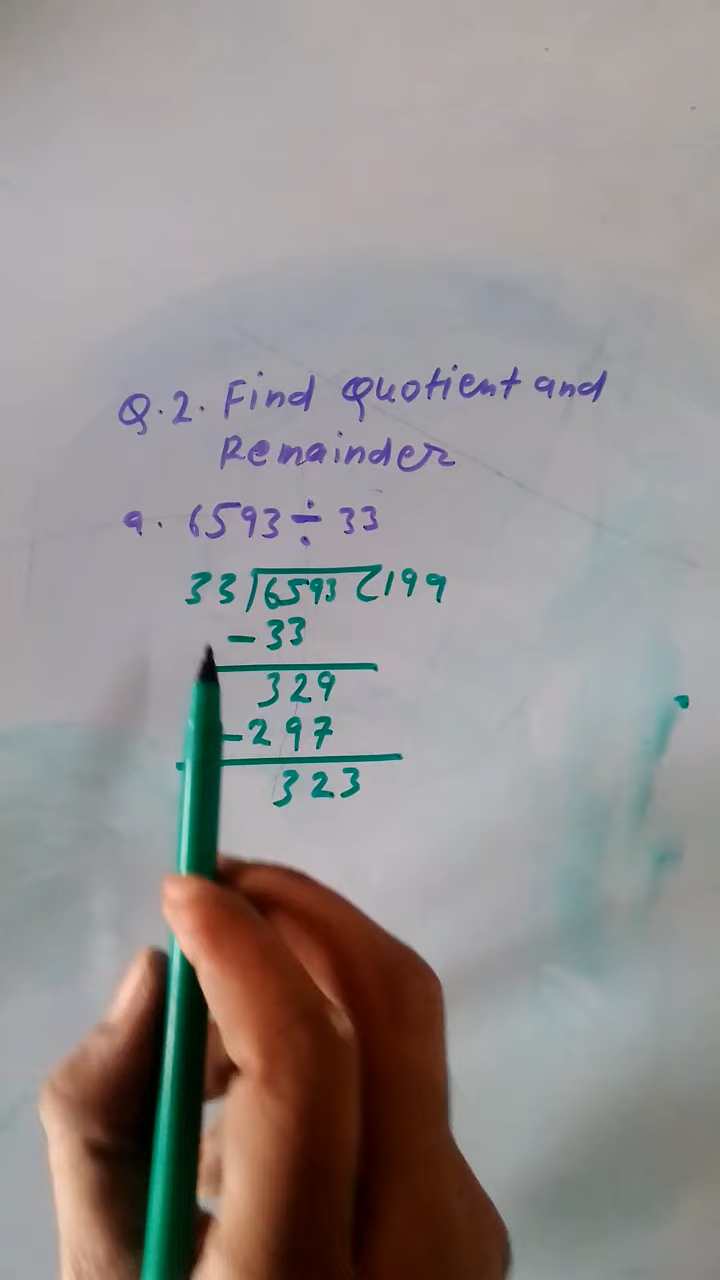 Q.2. Find Quotient and
Remainder
a. 6593 ÷ 33
33 6593 199
-33
329
-297
323